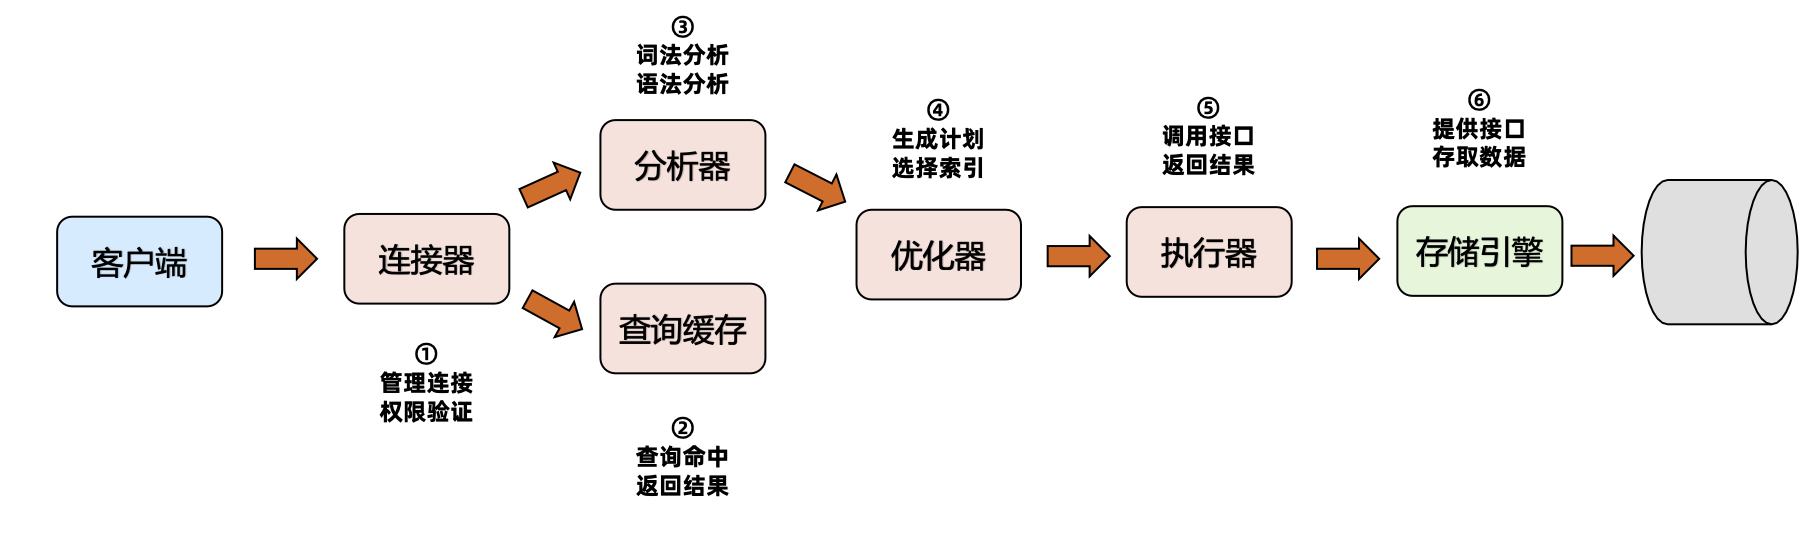 客户端
连接器
①
管理连接
权限验证
查询缓存
②
查询命中
返回结果
③
词法分析
语法分析
分析器
④
生成计划
选择索引
优化器
⑤
调用接口
返回结果
执行器
⑥
提供接口
存取数据
存储引擎